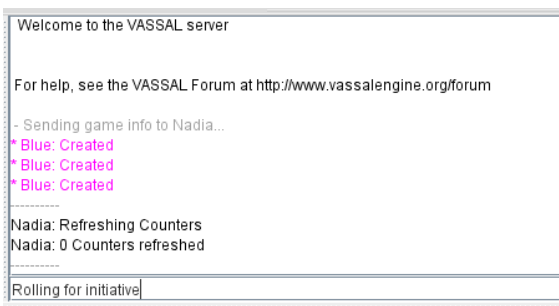 Welcome to the VASSAL server
For help, see the VASSAL Forum at http://www.vassalengine.org/forum
- Sending game info to Nadia...
* Blue: Created
* Blue: Created
* Blue: Created
----------
Nadia: Refreshing Counters
Nadia: 0 Counters refreshed
----------
Rolling for initiative